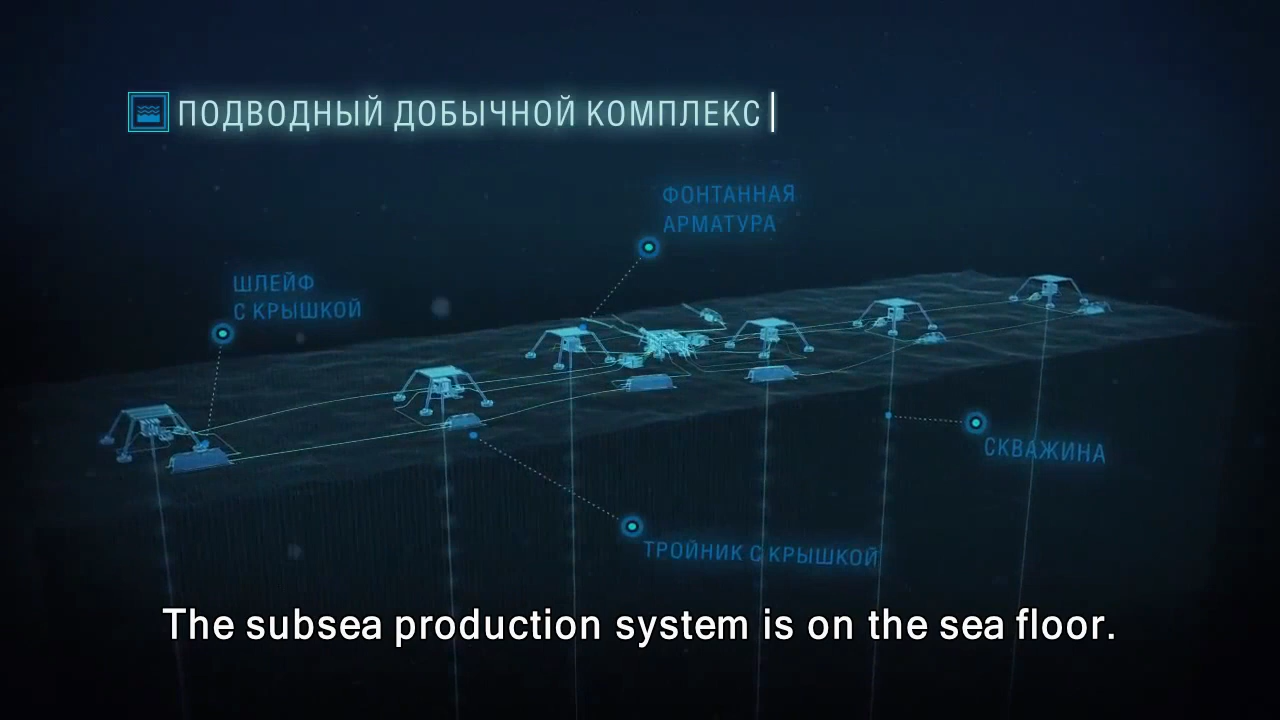 ПОДВОДНЫЙ ДОБЫЧНОЙ КОМПЛЕКС
ФОНТАННАЯ
АРМАТУРА
ШЛЕЙФ
С КРЫШКОЙ
СКВАЖИНА
ТРОЙНИК С КРЫШКОЙ
The subsea production system is on the sea floor.